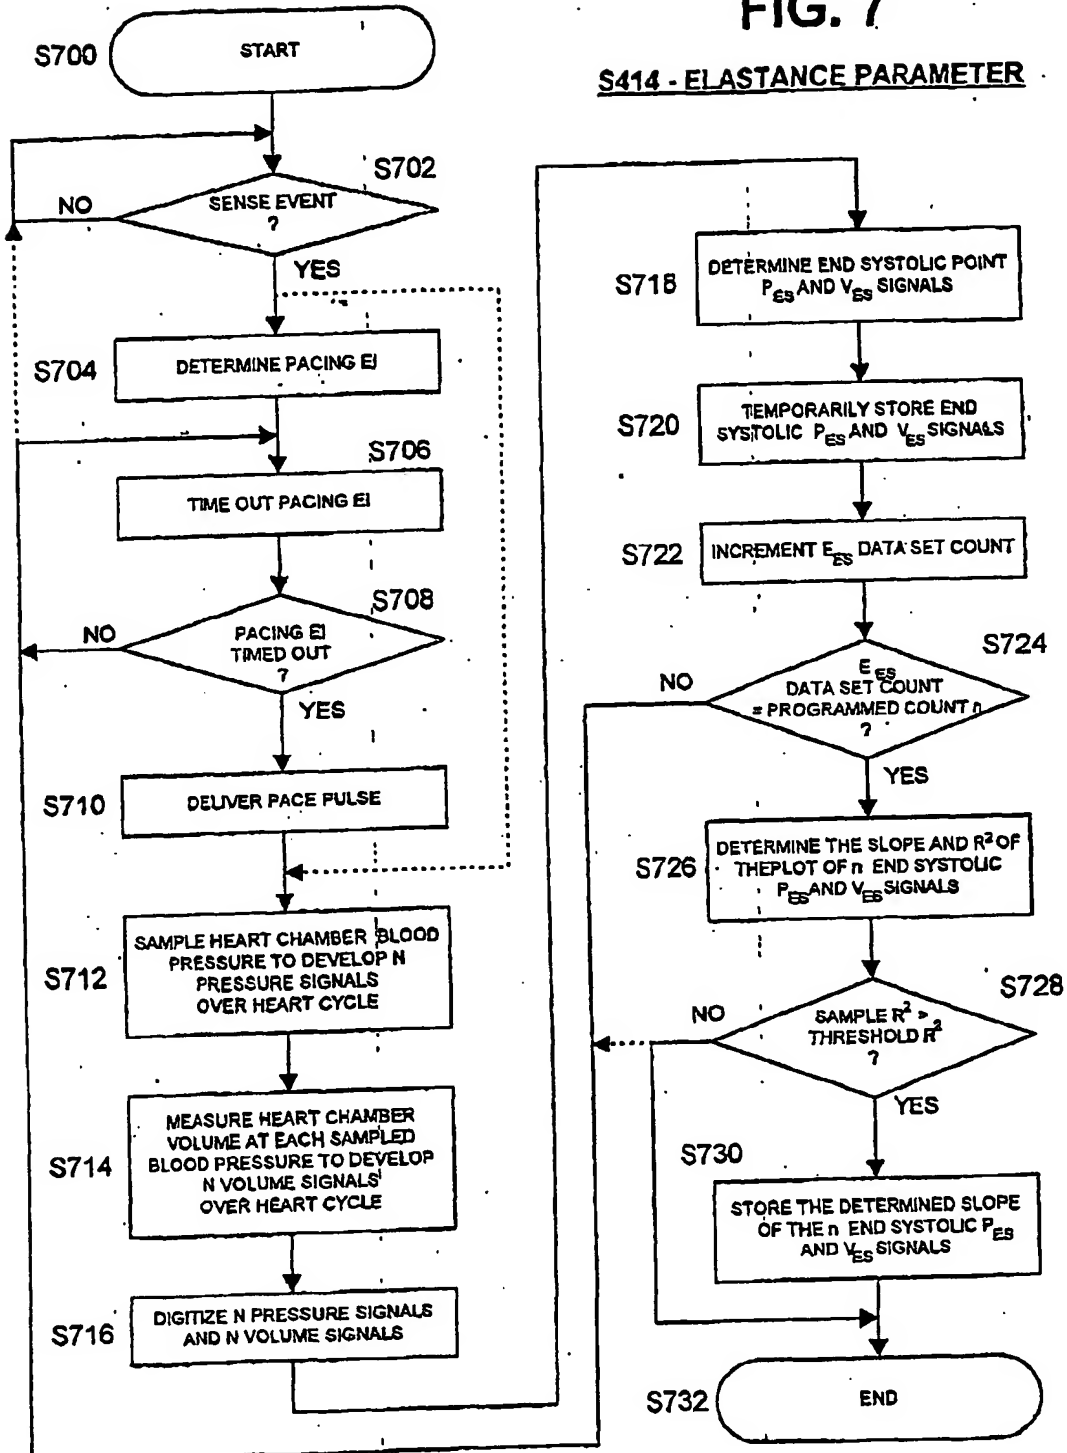 FIG. 7
S414 - ELASTANCE PARAMETER
S700
START
S702
SENSE EVENT
?
NO
YES
S704
DETERMINE PACING EI
S706
TIME OUT PACING EI
S708
PACING EI
TIMED OUT
?
NO
YES
S710
DELIVER PACE PULSE
S712
SAMPLE HEART CHAMBER BLOOD
PRESSURE TO DEVELOP N
PRESSURE SIGNALS
OVER HEART CYCLE
S714
MEASURE HEART CHAMBER
VOLUME AT EACH SAMPLED
BLOOD PRESSURE TO DEVELOP
N VOLUME SIGNALS
OVER HEART CYCLE
S716
DIGITIZE N PRESSURE SIGNALS
AND N VOLUME SIGNALS
S718
DETERMINE END SYSTOLIC POINT
PES AND VES SIGNALS
S720
TEMPORARILY STORE END
SYSTOLIC PES AND VES SIGNALS
S722
INCREMENT EES DATA SET COUNT
S724
EES
DATA SET COUNT
= PROGRAMMED COUNT n
?
NO
YES
S726
DETERMINE THE SLOPE AND R² OF
THEPLOT OF n END SYSTOLIC
PES AND VES SIGNALS
S728
SAMPLE R² >
THRESHOLD R²
?
NO
YES
S730
STORE THE DETERMINED SLOPE
OF THE n END SYSTOLIC PES
AND VES SIGNALS
S732
END